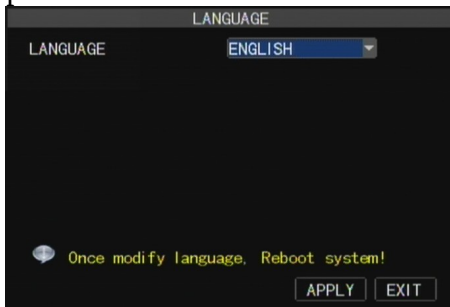 LANGUAGE
LANGUAGE ENGLISH
Once modify language, Reboot system!
APPLY EXIT